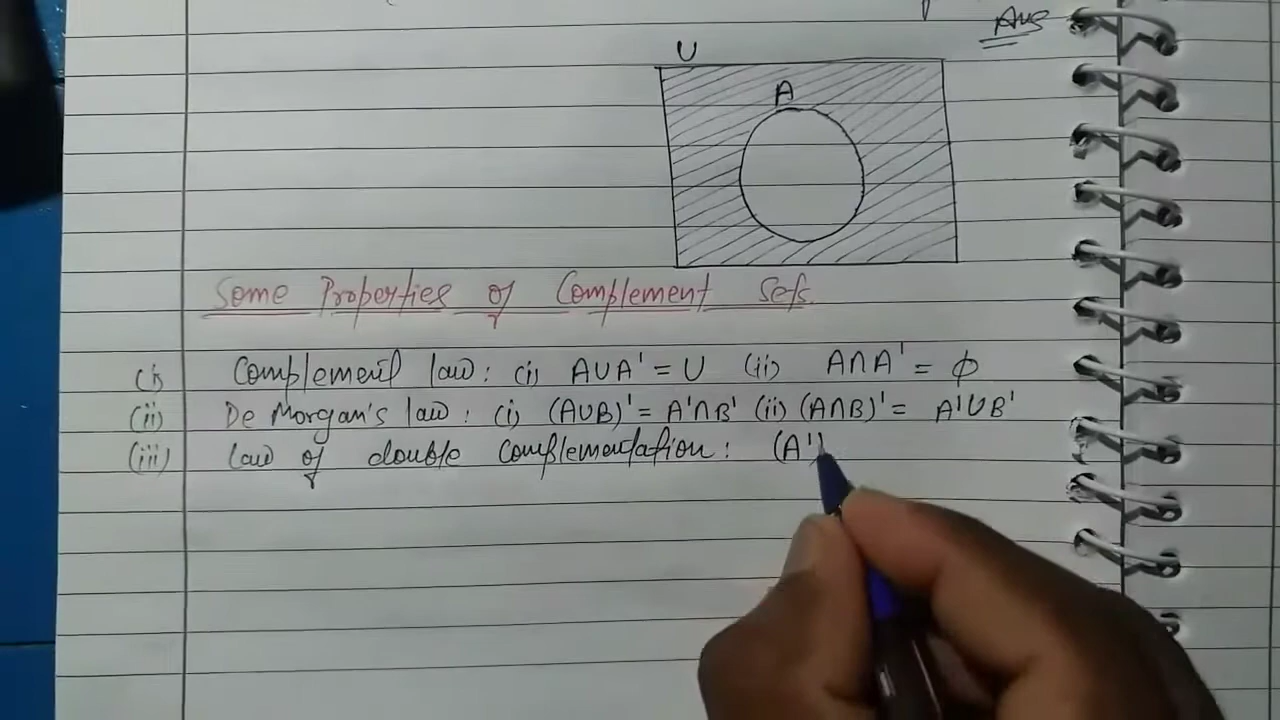 Ans
U
A
Some Properties of Complement Sets.
(i) Complement law: (i) A∪A' = U (ii) A∩A' = ϕ
(ii) De Morgan's law: (i) (A∪B)' = A'∩B' (ii) (A∩B)' = A'∪B'
(iii) law of double complementation: (A')